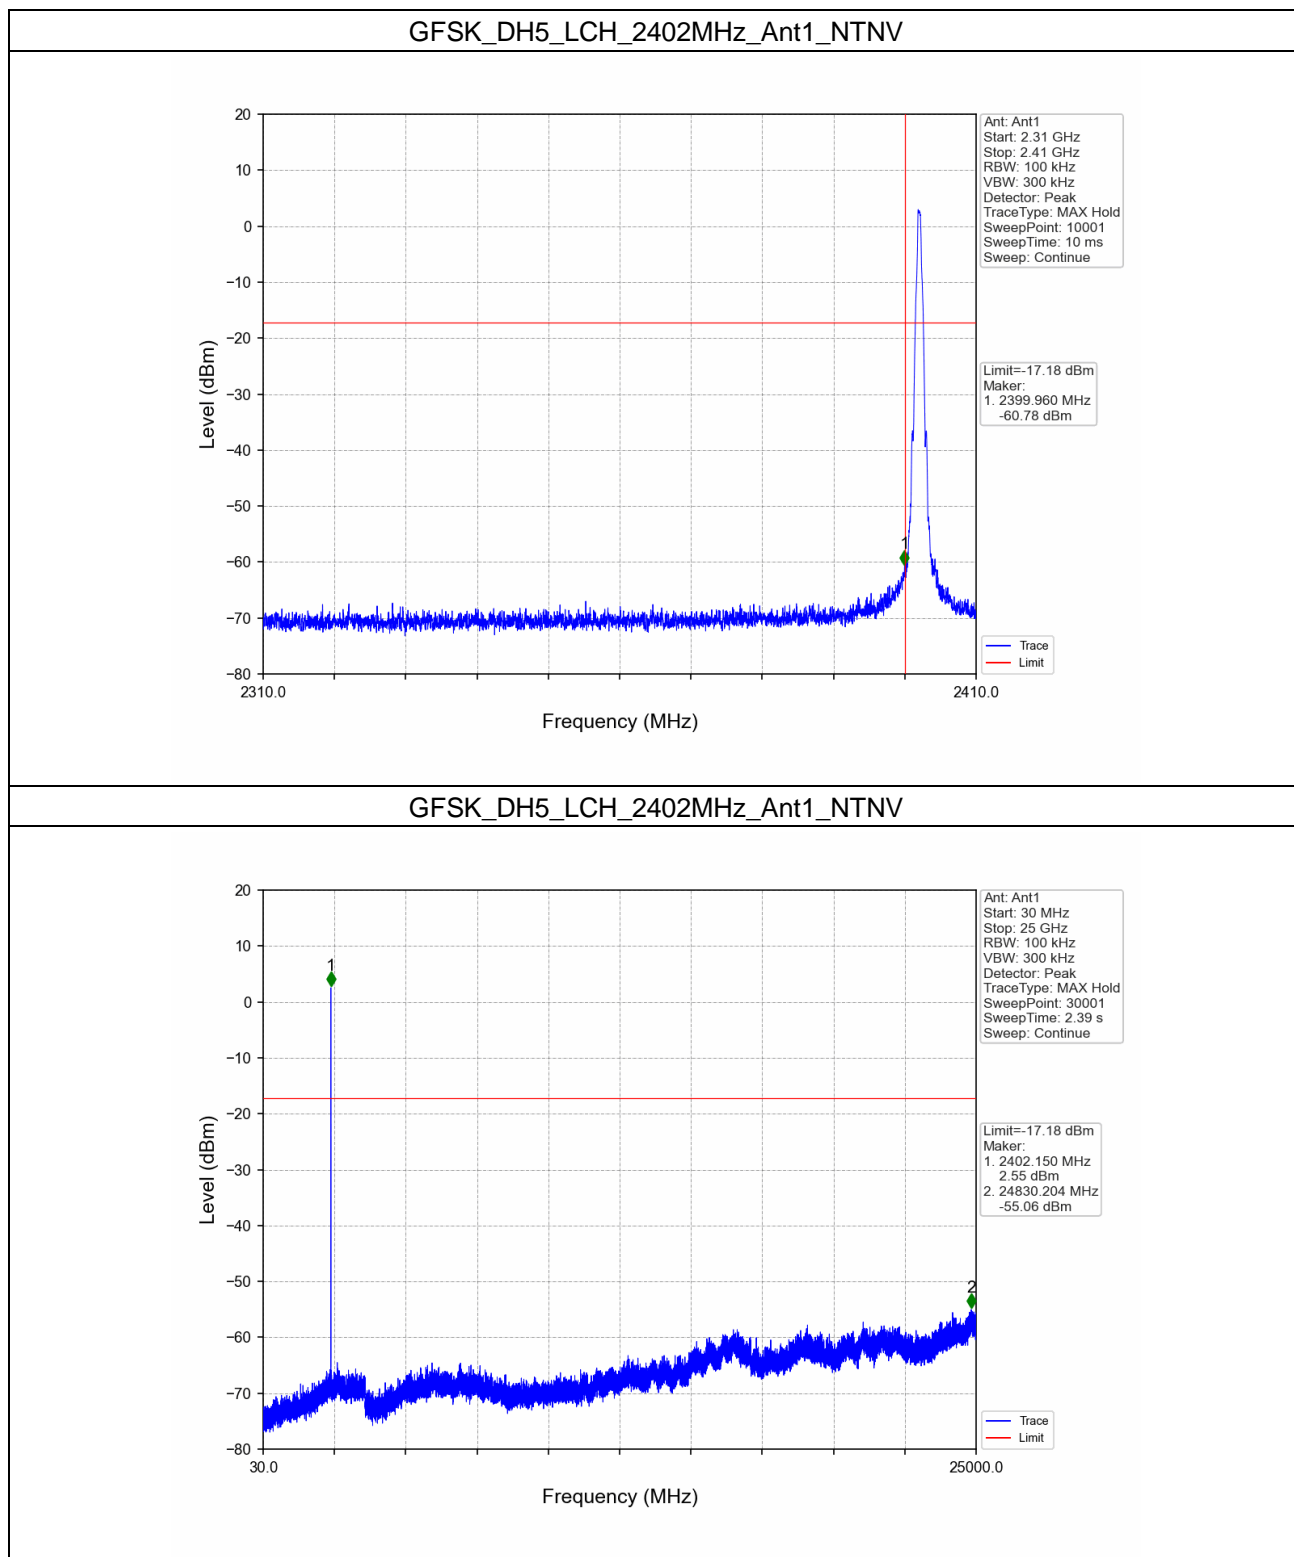 GFSK_DH5_LCH_2402MHz_Ant1_NTNV
20
10
0
−10
−20
−30
−40
−50
−60
−70
−80
Level (dBm)
1
2310.0
2410.0
Frequency (MHz)
Ant: Ant1
Start: 2.31 GHz
Stop: 2.41 GHz
RBW: 100 kHz
VBW: 300 kHz
Detector: Peak
TraceType: MAX Hold
SweepPoint: 10001
SweepTime: 10 ms
Sweep: Continue
Limit=-17.18 dBm
Maker:
1. 2399.960 MHz
-60.78 dBm
Trace
Limit
GFSK_DH5_LCH_2402MHz_Ant1_NTNV
20
10
0
−10
−20
−30
−40
−50
−60
−70
−80
Level (dBm)
1
2
30.0
25000.0
Frequency (MHz)
Ant: Ant1
Start: 30 MHz
Stop: 25 GHz
RBW: 100 kHz
VBW: 300 kHz
Detector: Peak
TraceType: MAX Hold
SweepPoint: 30001
SweepTime: 2.39 s
Sweep: Continue
Limit=-17.18 dBm
Maker:
1. 2402.150 MHz
2.55 dBm
2. 24830.204 MHz
-55.06 dBm
Trace
Limit